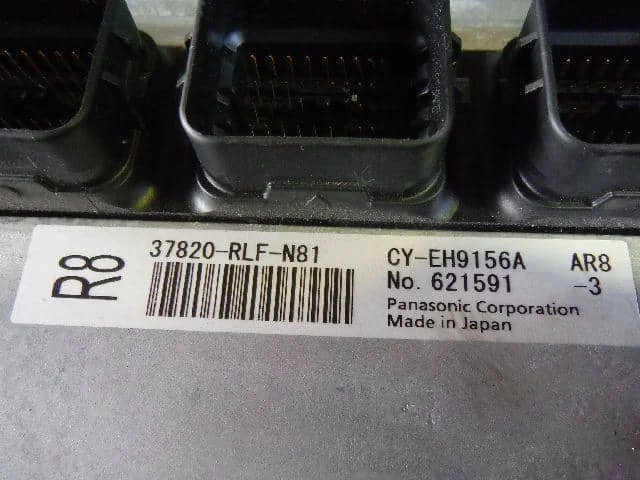 R8
37820-RLF-N81
CY-EH9156A AR8
No. 621591 -3
Panasonic Corporation
Made in Japan